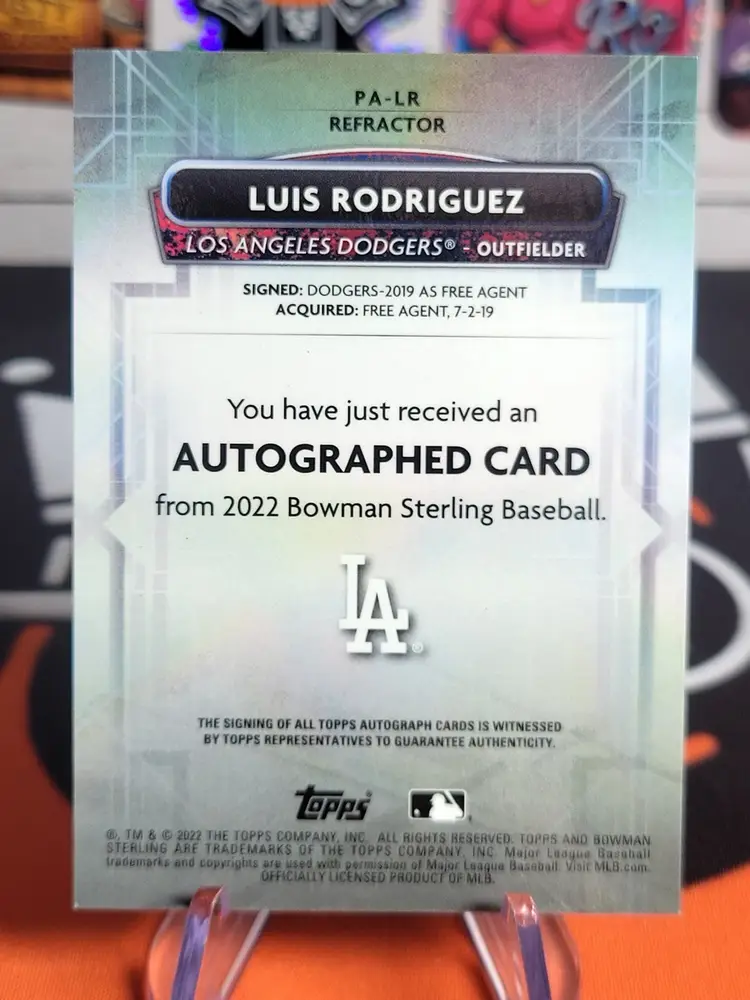 PA-LR
REFRACTOR
LUIS RODRIGUEZ
LOS ANGELES DODGERS® - OUTFIELDER
SIGNED: DODGERS-2019 AS FREE AGENT
ACQUIRED: FREE AGENT, 7-2-19
You have just received an
AUTOGRAPHED CARD
from 2022 Bowman Sterling Baseball.
LA®
THE SIGNING OF ALL TOPPS AUTOGRAPH CARDS IS WITNESSED
BY TOPPS REPRESENTATIVES TO GUARANTEE AUTHENTICITY.
topps®
®, TM & © 2022 THE TOPPS COMPANY, INC. ALL RIGHTS RESERVED. TOPPS AND BOWMAN
STERLING ARE TRADEMARKS OF THE TOPPS COMPANY, INC. Major League Baseball
trademarks and copyrights are used with permission of Major League Baseball. Visit MLB.com.
OFFICIALLY LICENSED PRODUCT OF MLB.